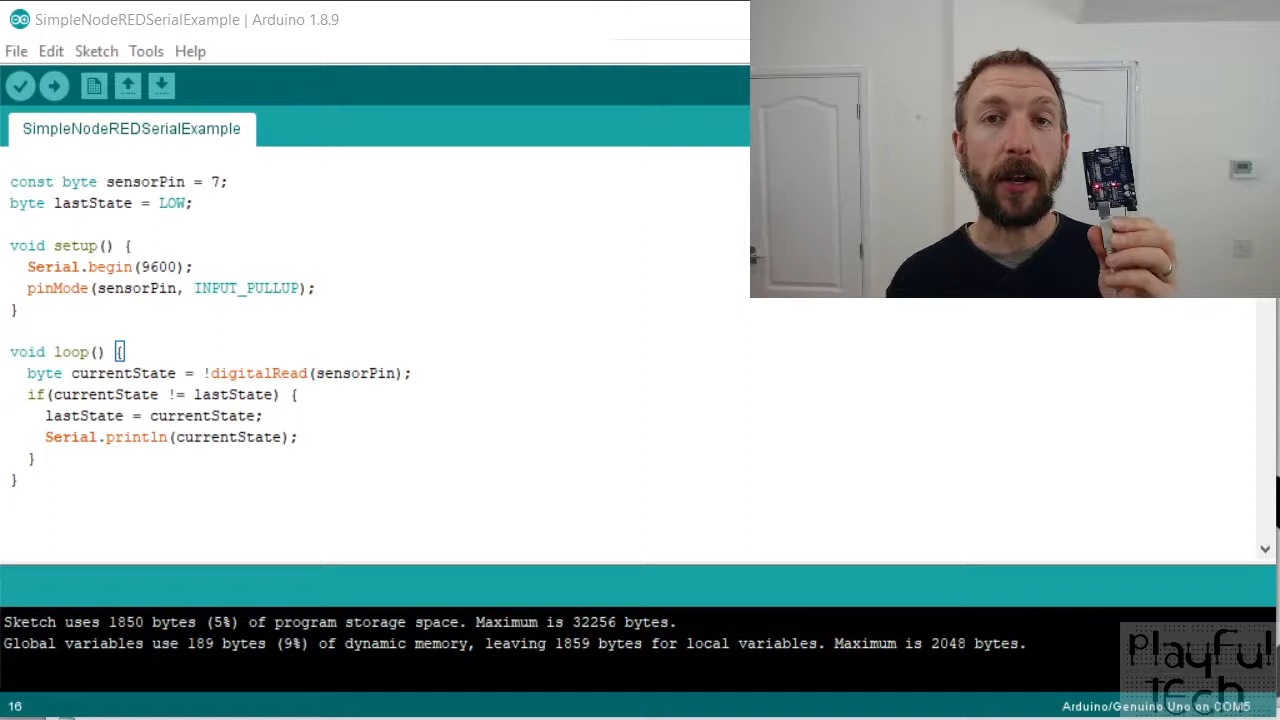 SimpleNodeREDSerialExample | Arduino 1.8.9
File Edit Sketch Tools Help
SimpleNodeREDSerialExample
const byte sensorPin = 7;
byte lastState = LOW;
void setup() {
Serial.begin(9600);
pinMode(sensorPin, INPUT_PULLUP);
}
void loop() {
byte currentState = !digitalRead(sensorPin);
if(currentState != lastState) {
lastState = currentState;
Serial.println(currentState);
}
}
Sketch uses 1850 bytes (5%) of program storage space. Maximum is 32256 bytes.
Global variables use 189 bytes (9%) of dynamic memory, leaving 1859 bytes for local variables. Maximum is 2048 bytes.
Playful
tech
16
Arduino/Genuino Uno on COM5